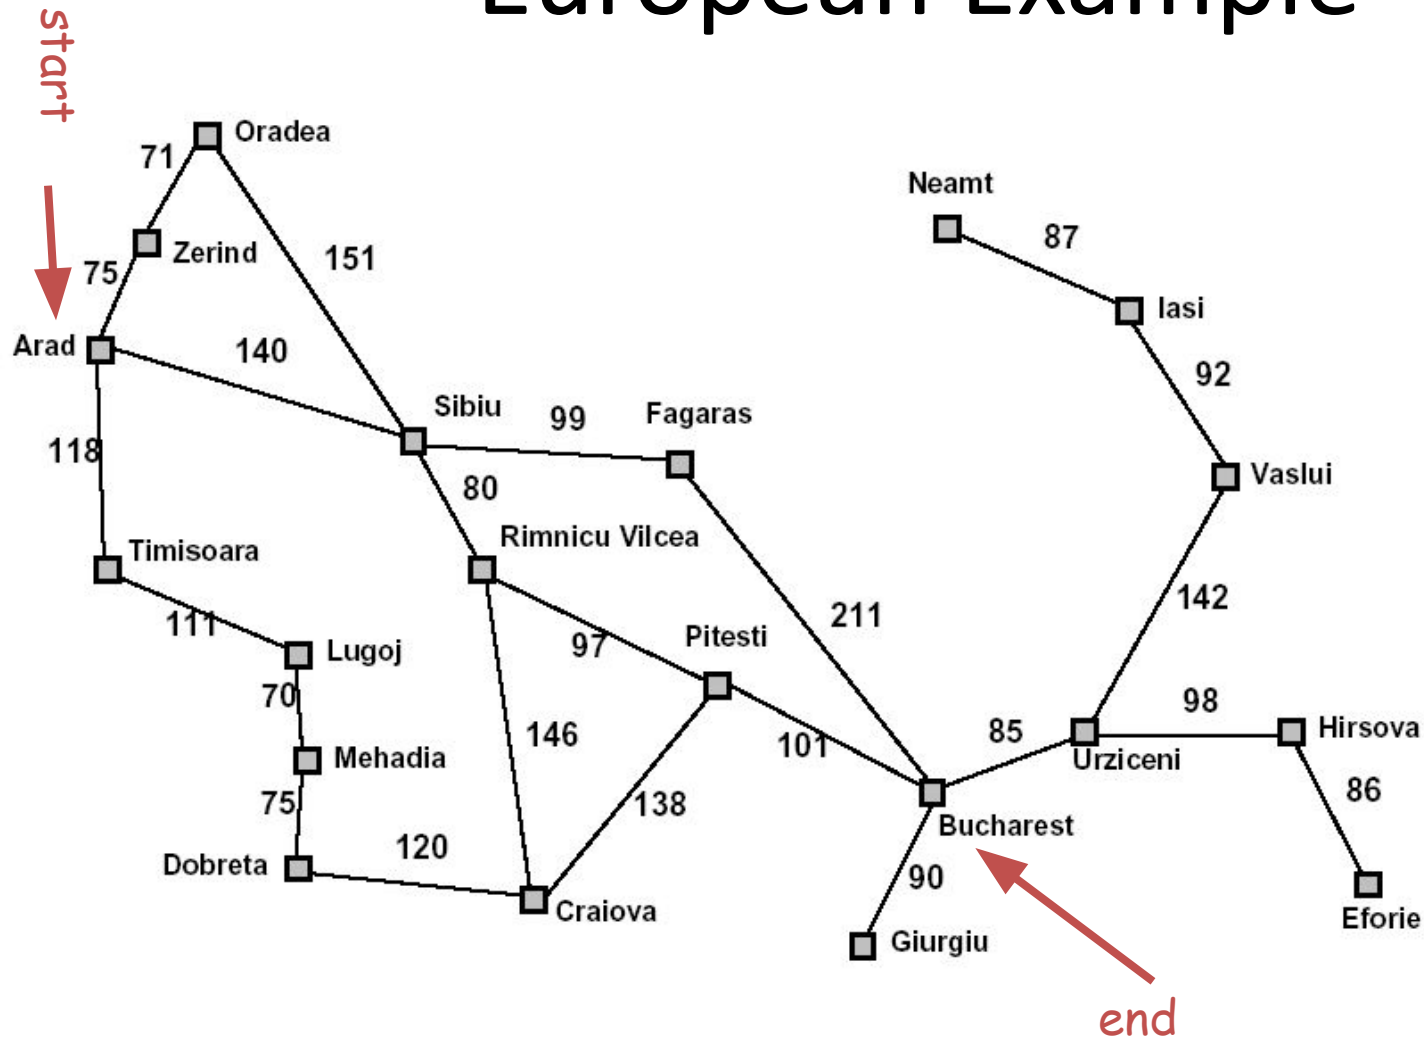 European Example
start
Oradea
71
Neamt
87
Zerind
151
75
Iasi
Arad
140
92
Sibiu
99
Fagaras
118
80
Vaslui
Rimnicu Vilcea
Timisoara
142
211
111
97
Pitesti
Lugoj
70
98
Hirsova
146
101
85
Mehadia
Urziceni
75
138
86
Bucharest
120
Dobreta
90
Craiova
Eforie
Giurgiu
end